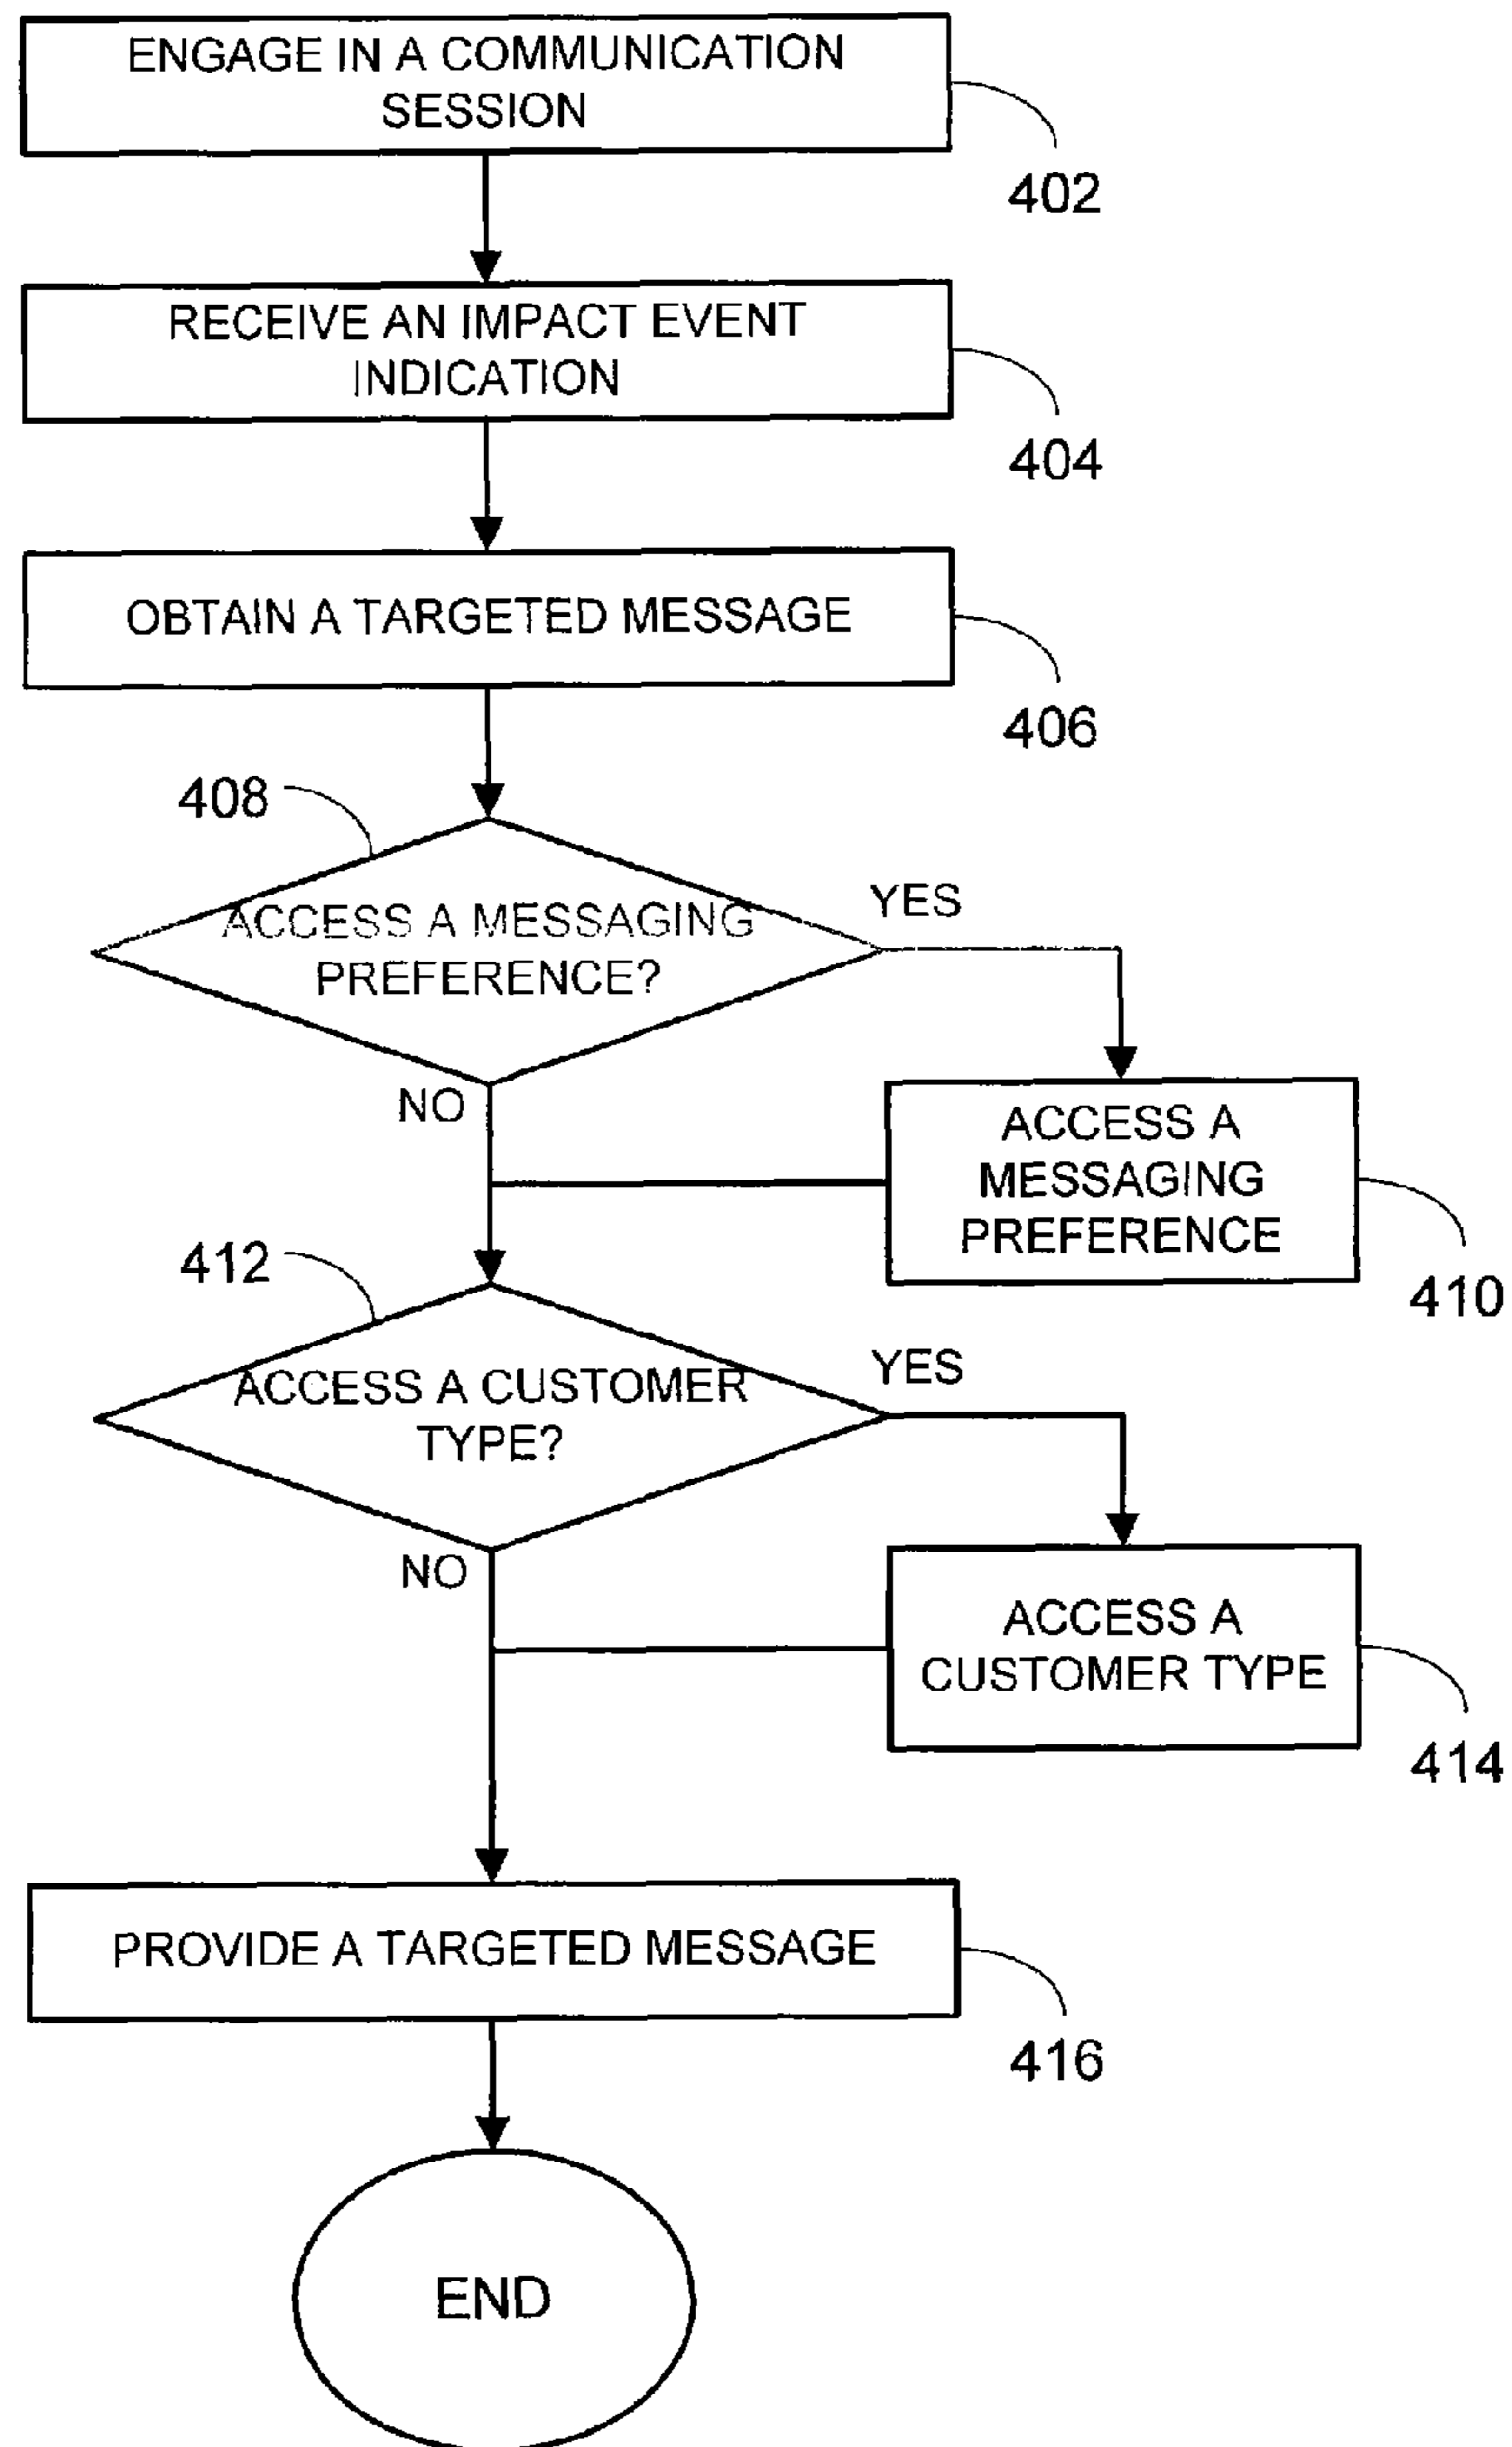 ENGAGE IN A COMMUNICATION
SESSION
402
RECEIVE AN IMPACT EVENT
INDICATION
404
OBTAIN A TARGETED MESSAGE
406
408
ACCESS A MESSAGING
PREFERENCE?
YES
NO
ACCESS A
MESSAGING
PREFERENCE
410
412
ACCESS A CUSTOMER
TYPE?
YES
NO
ACCESS A
CUSTOMER TYPE
414
PROVIDE A TARGETED MESSAGE
416
END